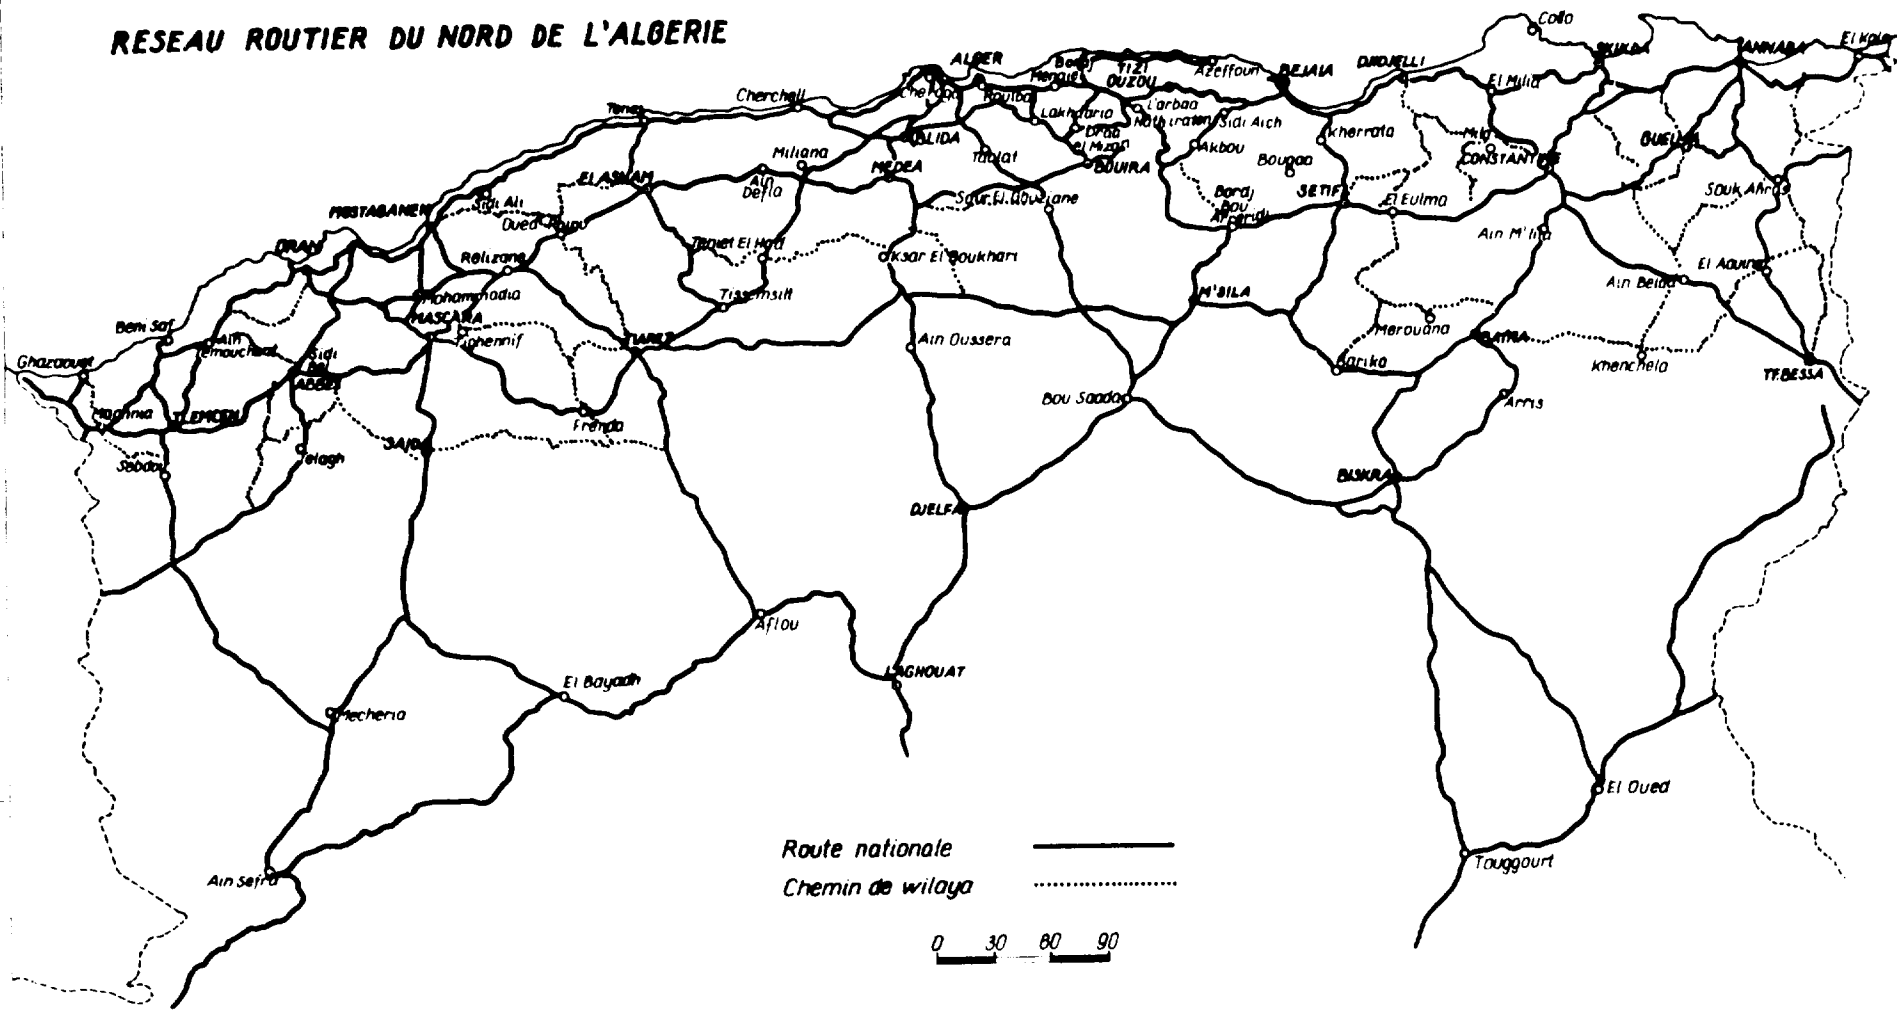 RESEAU ROUTIER DU NORD DE L'ALGERIE
Collo
SKIKDA
ANNABA
El Kala
ALGER
Bordj
Menaiel
TIZI
OUZOU
Azeffoun
BEJAIA
DJIDJELLI
El Milia
Cherchell
Rouiba
Lakhdaria
L'arbaa
Nath iraten
Sidi Aich
Kherrata
Mila
GUELMA
Tenes
BLIDA
Draa
el Mizan
Akbou
Bougaa
CONSTANTINE
Miliana
MEDEA
Tablat
BOUIRA
EL ASNAM
Ain
Defla
Sour El Ghozlane
Bordj
Bou
Arreridj
SETIF
El Eulma
Souk Ahras
MOSTAGANEM
Sidi Ali
Oued Rhiou
Ain M'lila
ORAN
Relizane
Teniet El Had
Ksar El Boukhari
Ain Beida
El Aouina
Mohammadia
MASCARA
Tighennif
Tissemsilt
M'SILA
Merouana
BATNA
Beni Saf
Ain
Temouchent
TIARET
Ain Oussera
Barika
Khenchela
TEBESSA
Ghazaouet
Sidi
Bel
ABBES
Bou Saada
Arris
Maghnia
TLEMCEN
Frenda
SAIDA
Sebdou
Telagh
BISKRA
DJELFA
Aflou
LAGHOUAT
El Bayadh
Mecheria
El Oued
Route nationale
Touggourt
Ain Sefra
Chemin de wilaya
0 30 60 90